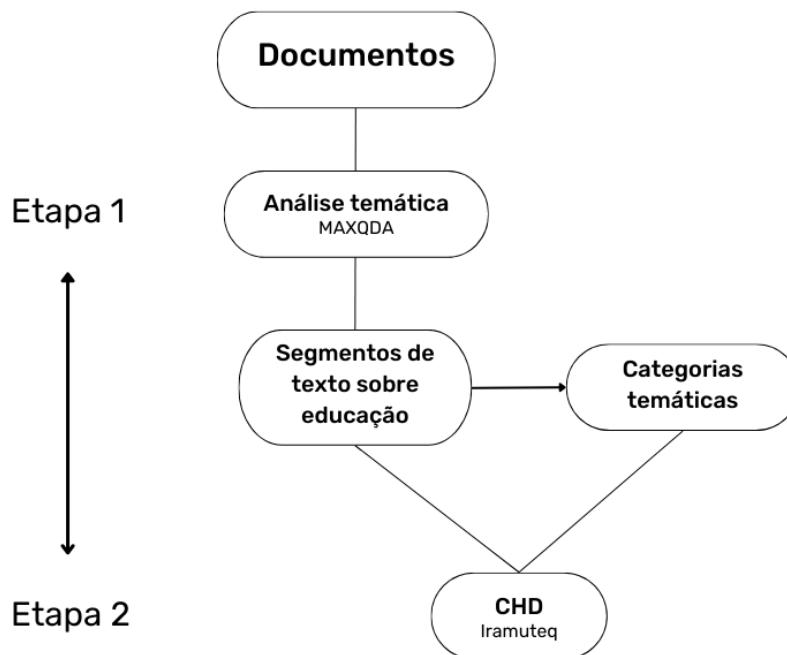 Documentos
Etapa 1
Análise temática
MAXQDA
Segmentos de
texto sobre
educação
Categorias
temáticas
Etapa 2
CHD
Iramuteq